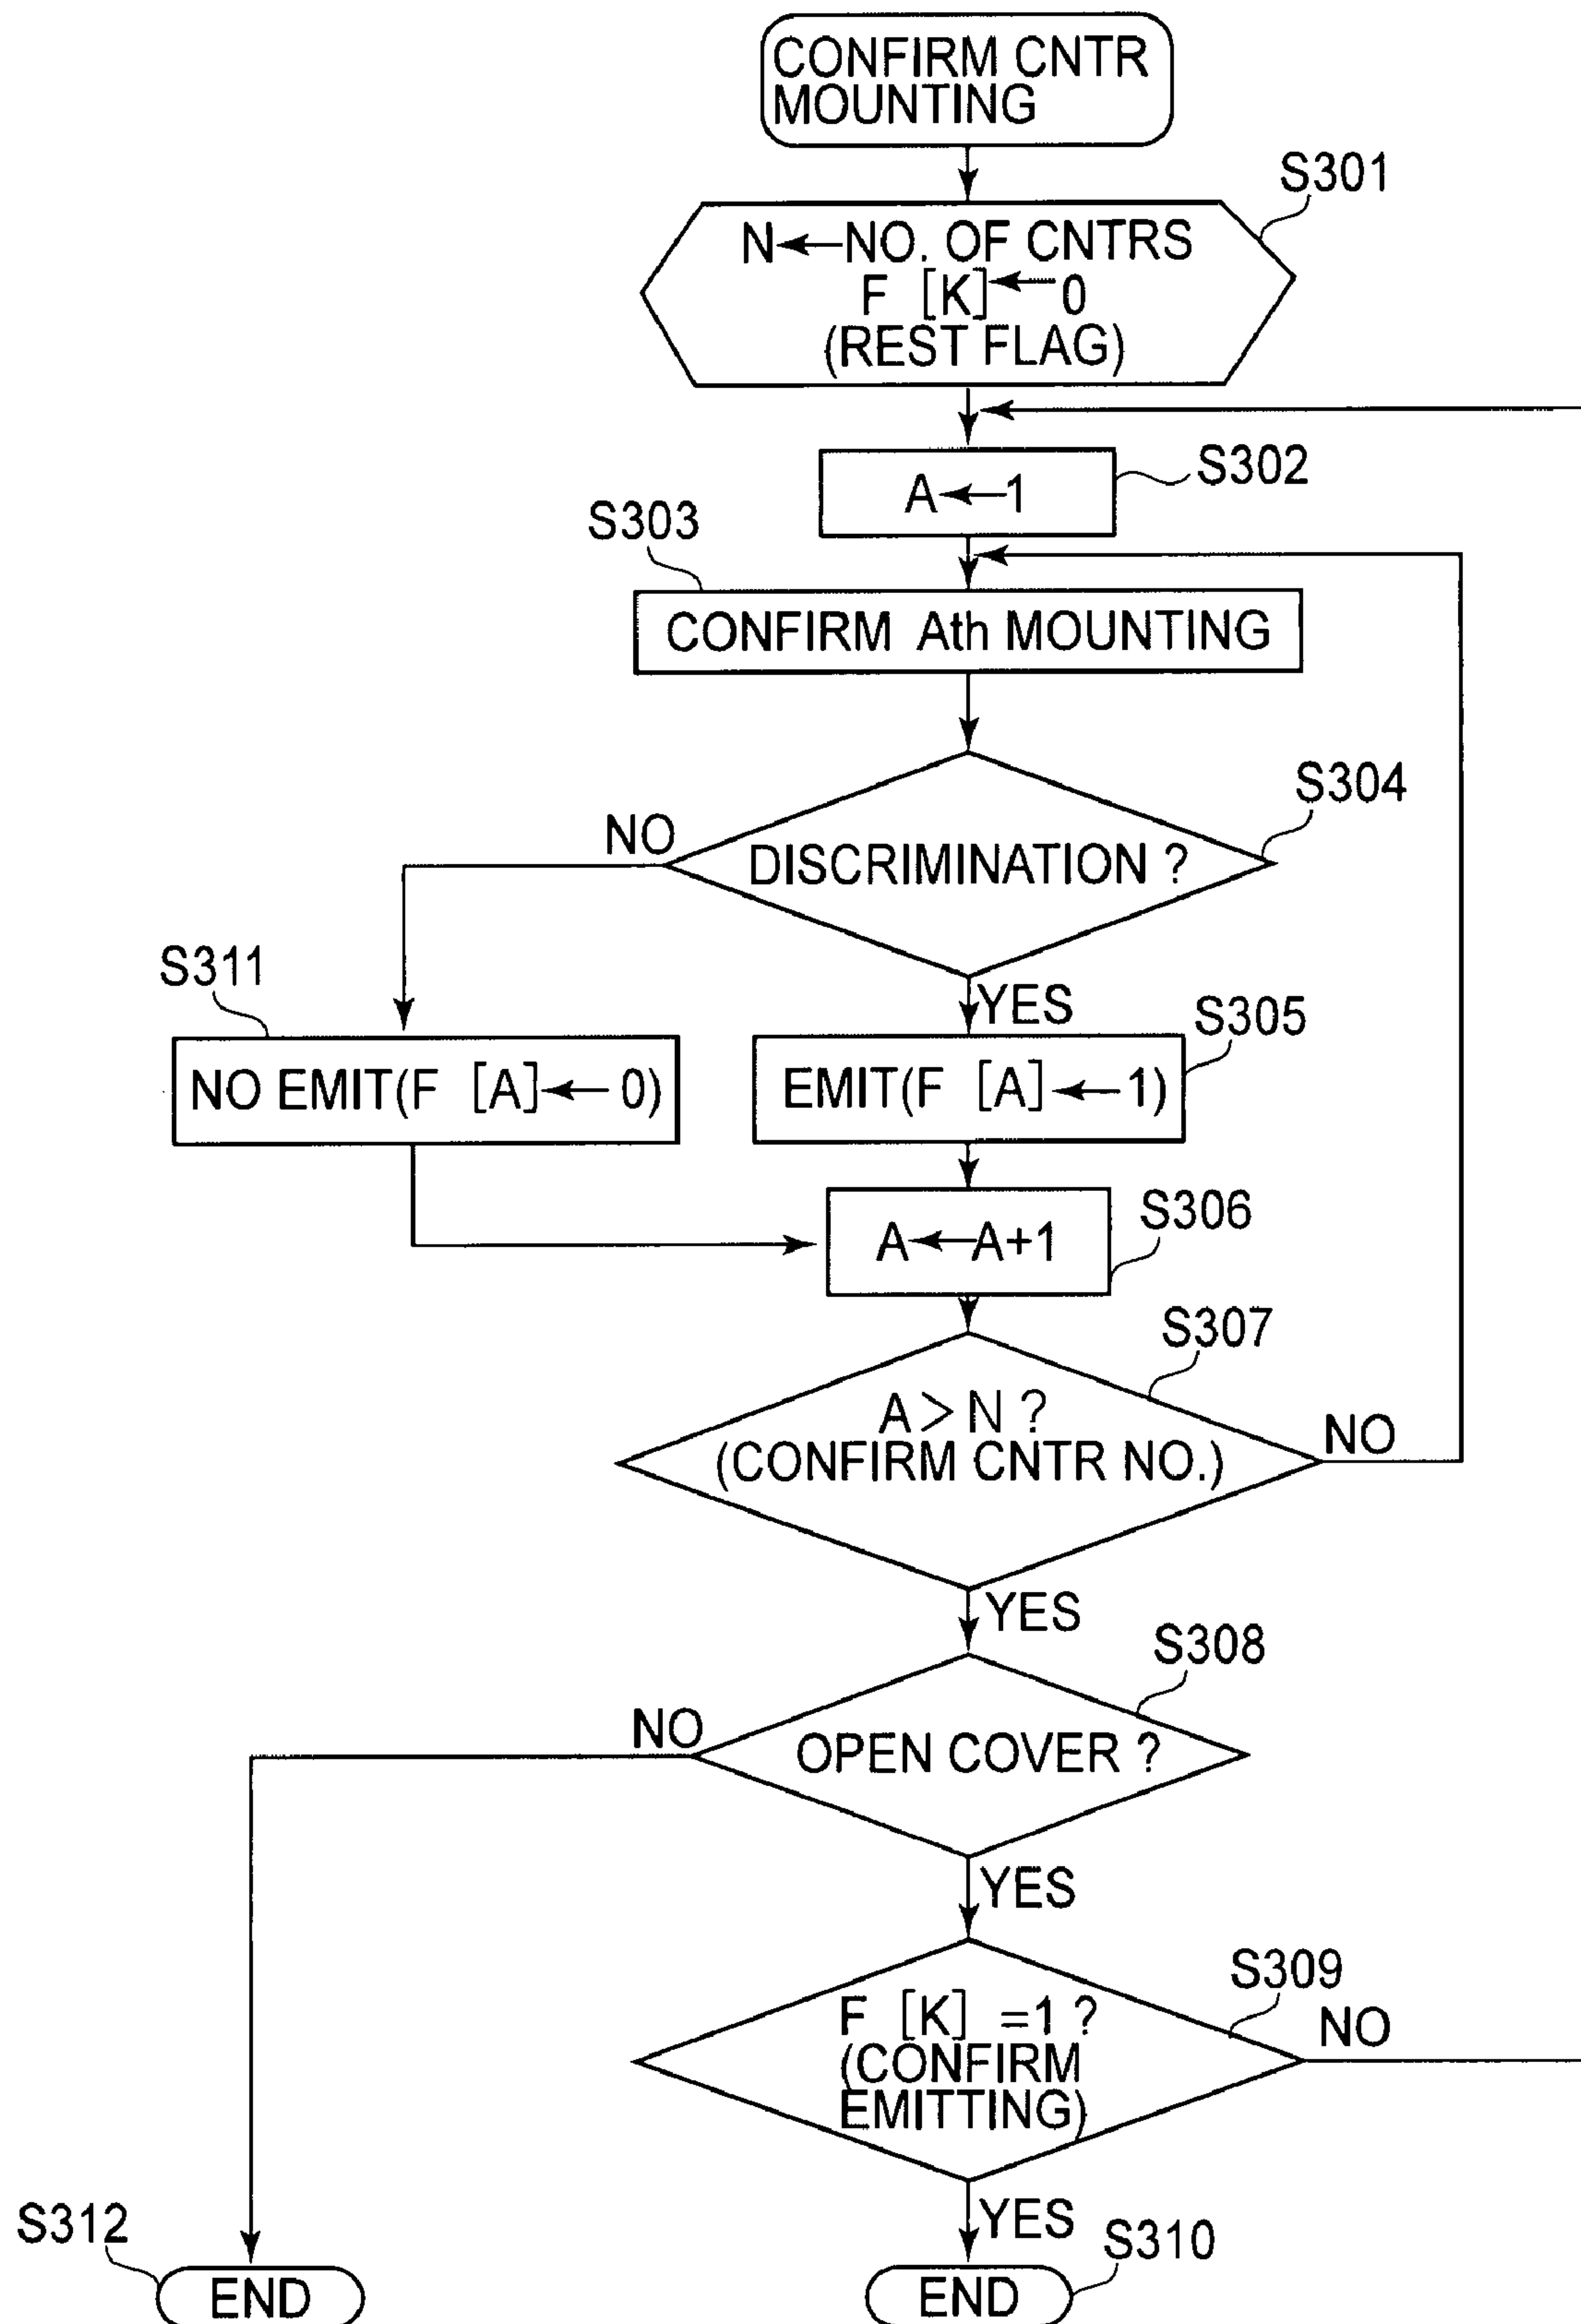 CONFIRM CNTR
MOUNTING
S301
N←NO. OF CNTRS
F [K]←0
(REST FLAG)
S302
A←1
S303
CONFIRM Ath MOUNTING
S304
NO
DISCRIMINATION ?
YES
S311
S305
NO EMIT(F [A]←0)
EMIT(F [A]←1)
S306
A←A+1
S307
A>N ?
(CONFIRM CNTR NO.)
NO
YES
S308
NO
OPEN COVER ?
YES
S309
F [K] =1 ?
(CONFIRM
EMITTING)
NO
YES
S312
S310
END
END